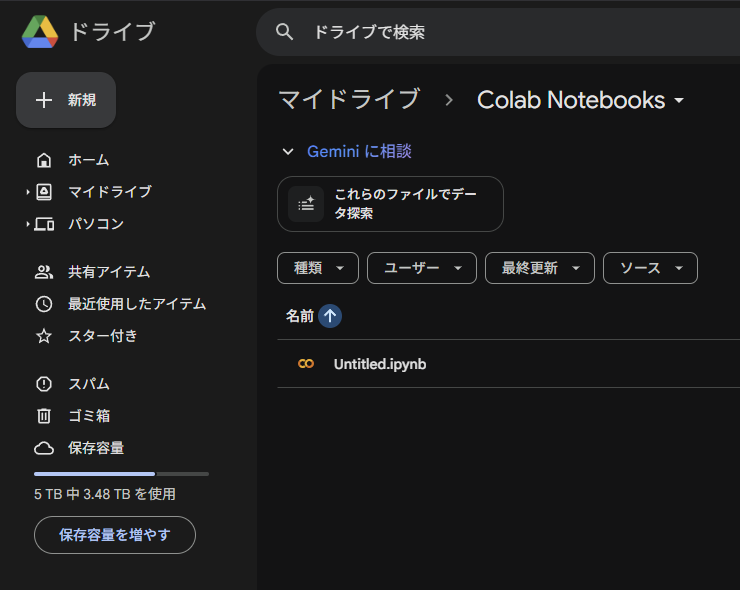 ドライブ
ドライブで検索
新規
ホーム
マイドライブ
パソコン
共有アイテム
最近使用したアイテム
スター付き
スパム
ゴミ箱
保存容量
5 TB 中 3.48 TB を使用
保存容量を増やす
マイドライブ > Colab Notebooks
Gemini に相談
これらのファイルでデー
タ探索
種類 ユーザー 最終更新 ソース
名前
Untitled.ipynb